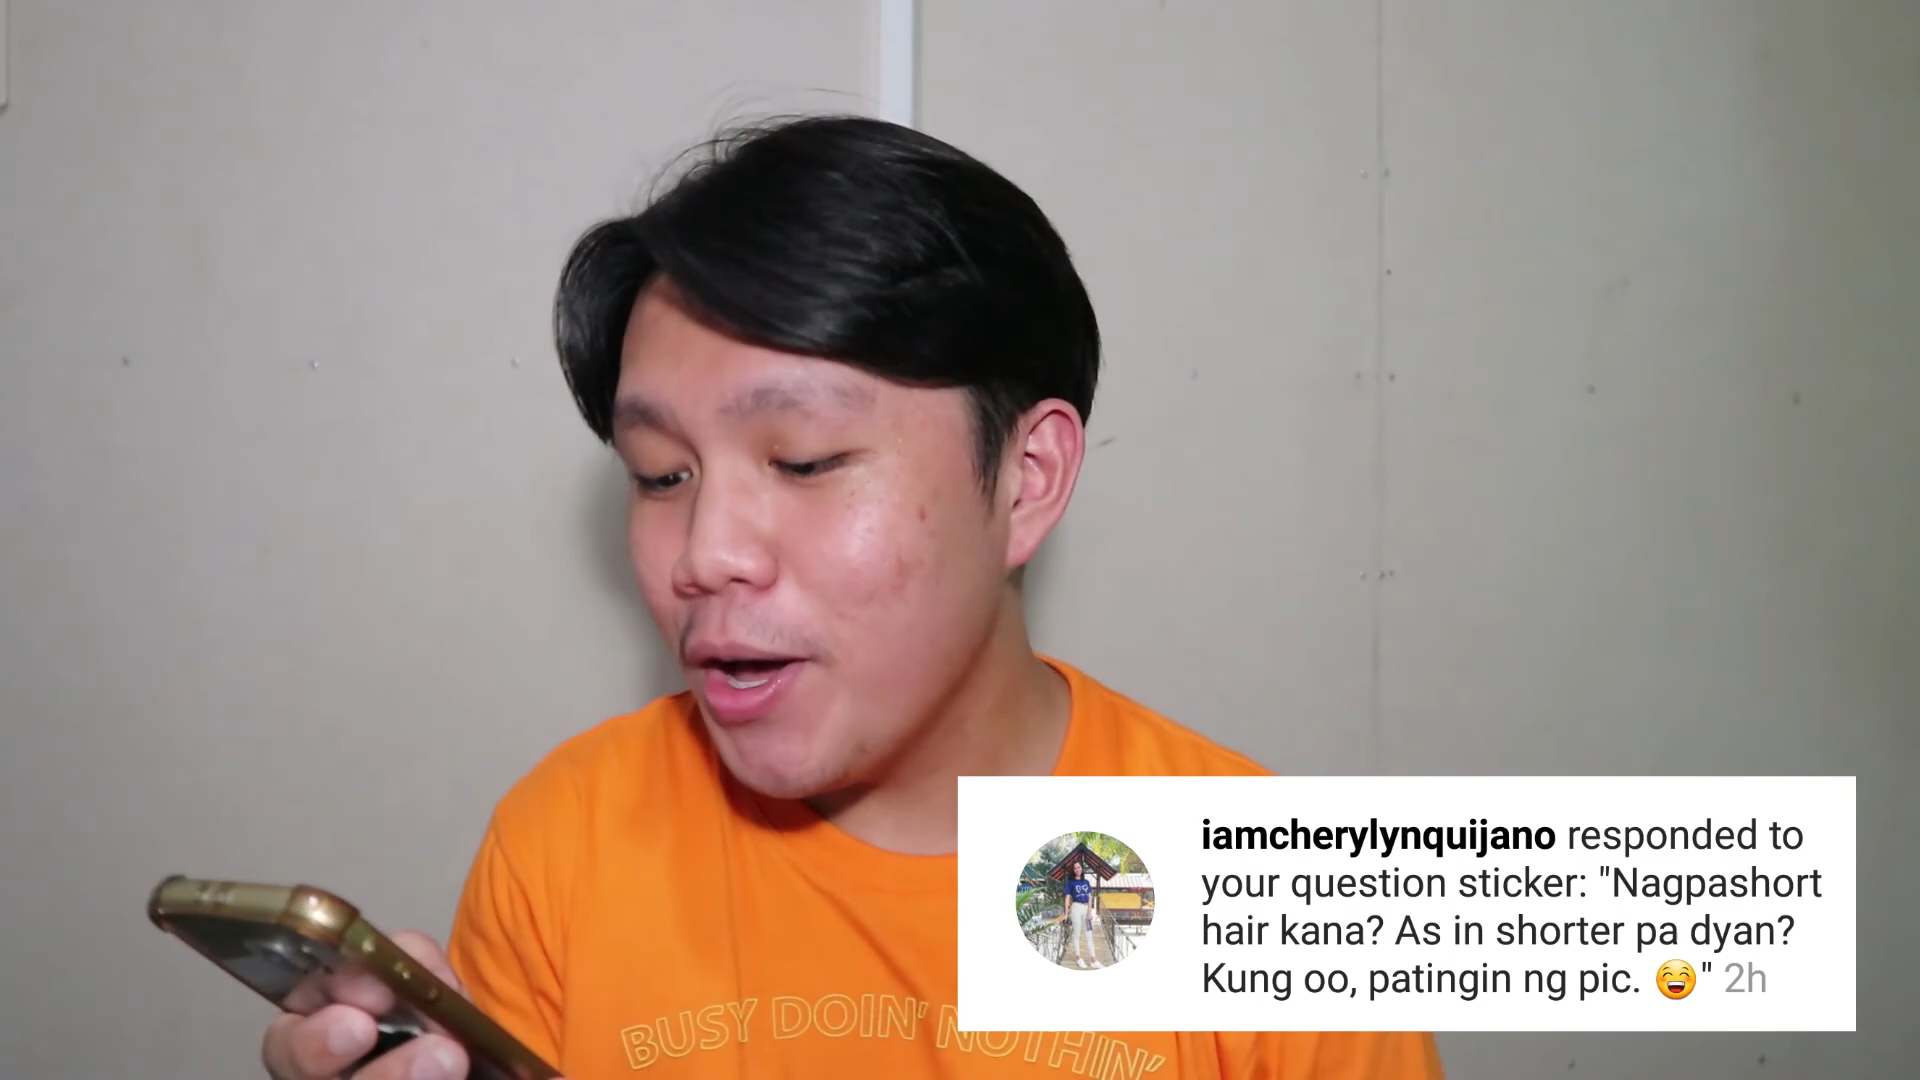 iamcherylynquijano responded to
your question sticker: "Nagpashort
hair kana? As in shorter pa dyan?
Kung oo, patingin ng pic. 😁" 2h
BUSY DOIN' NOTHIN'